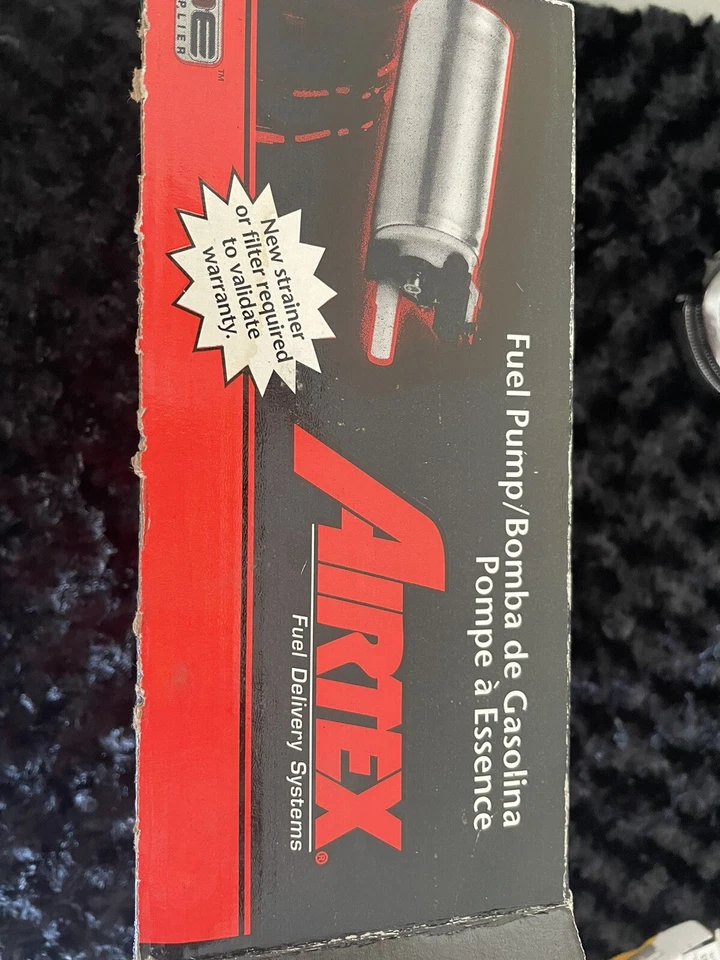 Fuel Pump/Bomba de Gasolina
Pompe à Essence
AIRTEX®
Fuel Delivery Systems
New strainer
or filter required
to validate
warranty.
™